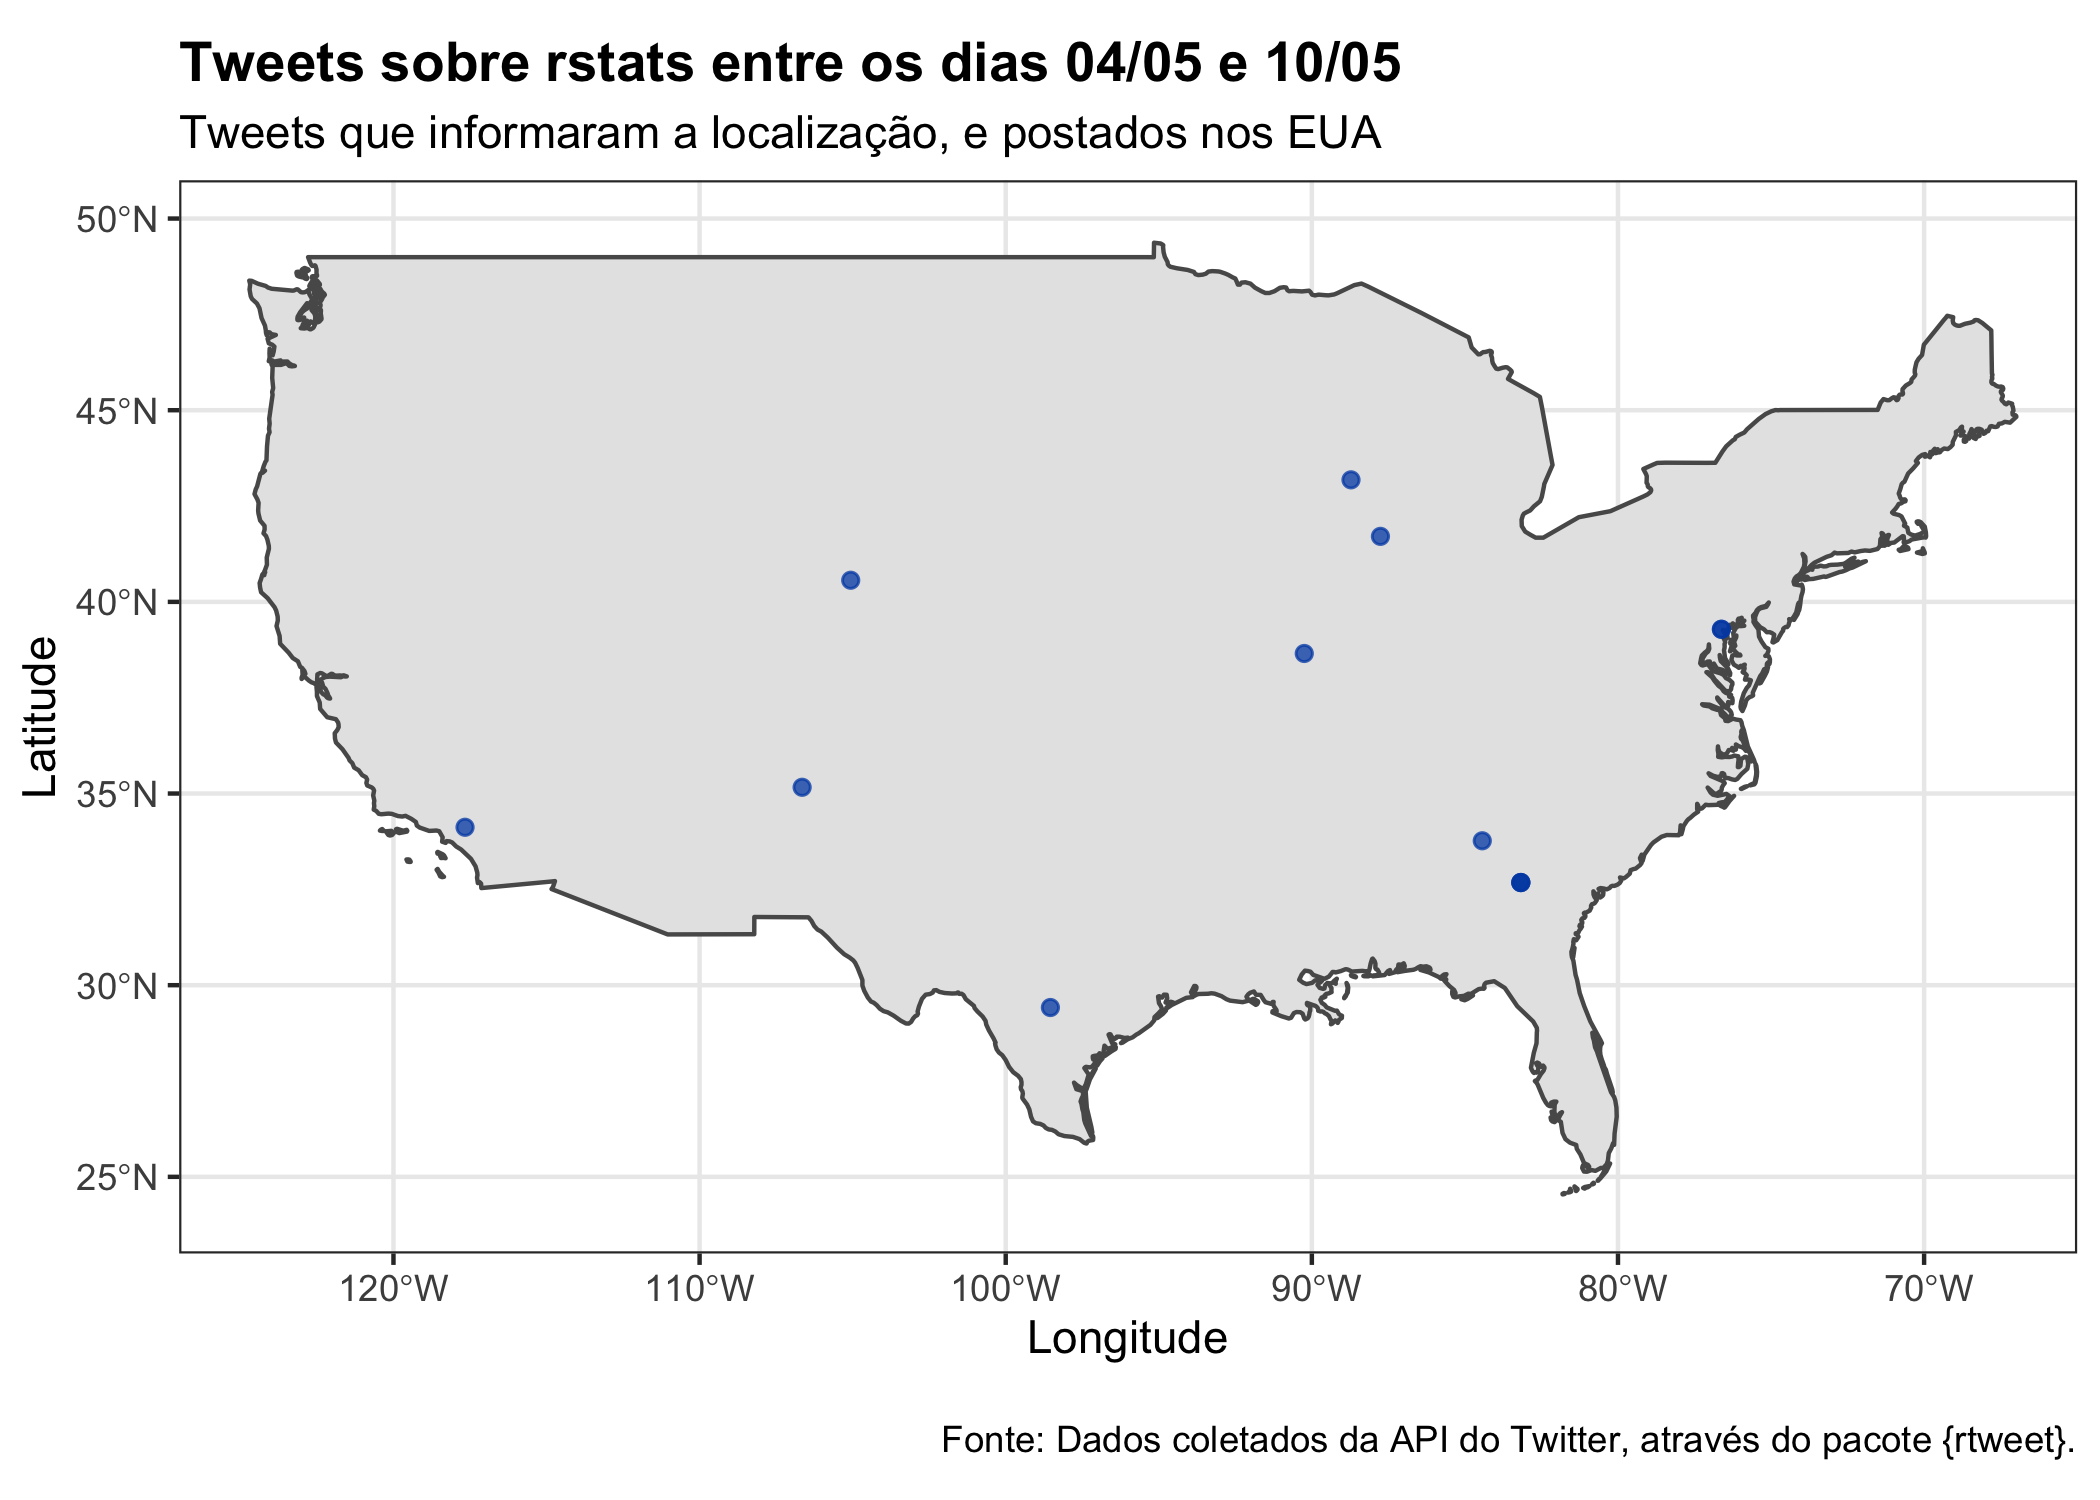 Tweets sobre rstats entre os dias 04/05 e 10/05
Tweets que informaram a localização, e postados nos EUA
50°N
45°N
40°N
35°N
30°N
25°N
Latitude
120°W 110°W 100°W 90°W 80°W 70°W
Longitude
Fonte: Dados coletados da API do Twitter, através do pacote {rtweet}.